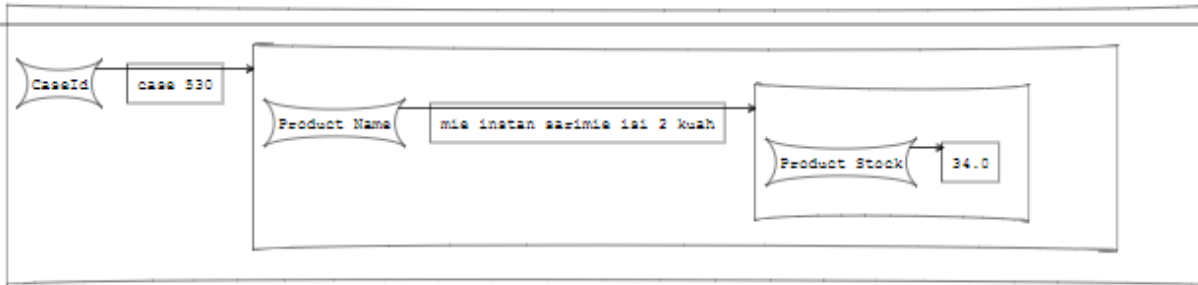 CaseId
case 530
Product Name
mie instan sarimie isi 2 kuah
Product Stock
34.0